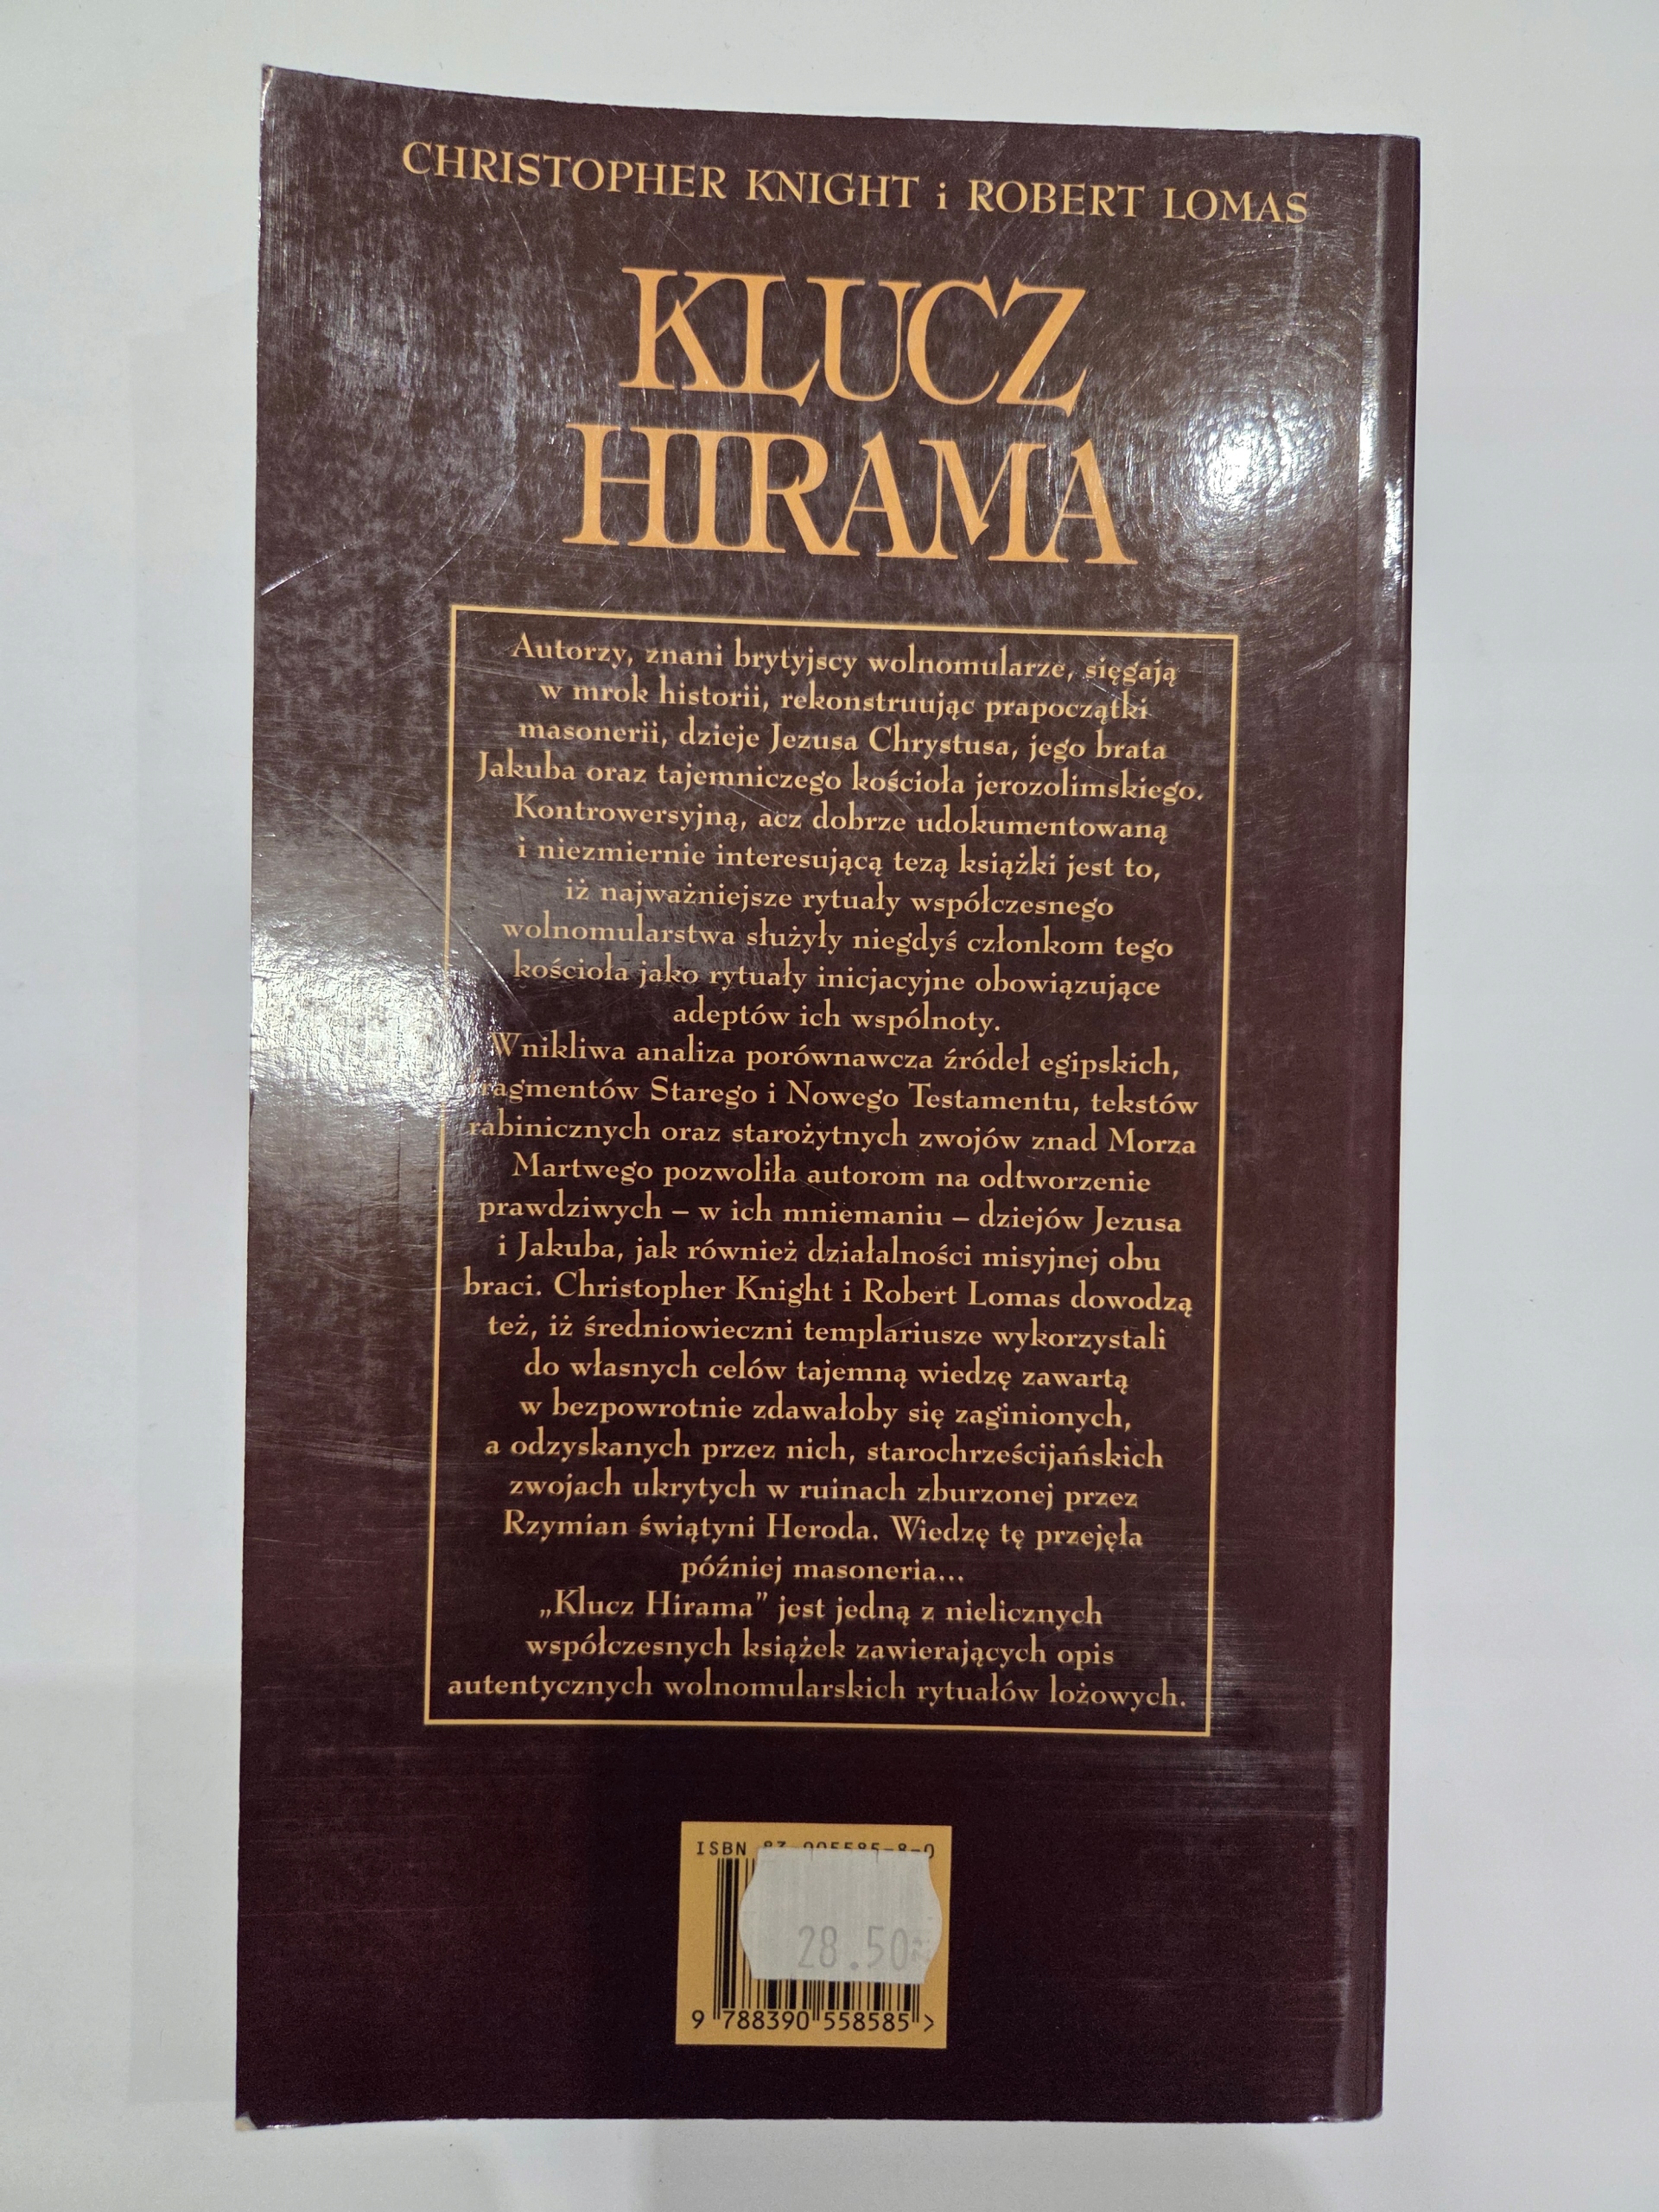 CHRISTOPHER KNIGHT i ROBERT LOMAS
KLUCZ
HIRAMA
Autorzy, znani brytyjscy wolnomularze, sięgają
w mrok historii, rekonstruując prapoczątki
masonerii, dzieje Jezusa Chrystusa, jego brata
Jakuba oraz tajemniczego kościoła jerozolimskiego.
Kontrowersyjną, acz dobrze udokumentowaną
i niezmiernie interesującą tezą książki jest to,
iż najważniejsze rytuały współczesnego
wolnomularstwa służyły niegdyś członkom tego
kościoła jako rytuały inicjacyjne obowiązujące
adeptów ich wspólnoty.
Wnikliwa analiza porównawcza źródeł egipskich,
fragmentów Starego i Nowego Testamentu, tekstów
rabinicznych oraz starożytnych zwojów znad Morza
Martwego pozwoliła autorom na odtworzenie
prawdziwych – w ich mniemaniu – dziejów Jezusa
i Jakuba, jak również działalności misyjnej obu
braci. Christopher Knight i Robert Lomas dowodzą
też, iż średniowieczni templariusze wykorzystali
do własnych celów tajemną wiedzę zawartą
w bezpowrotnie zdawałoby się zaginionych,
a odzyskanych przez nich, starochrześcijańskich
zwojach ukrytych w ruinach zburzonej przez
Rzymian świątyni Heroda. Wiedzę tę przejęła
później masoneria...
„Klucz Hirama” jest jedną z nielicznych
współczesnych książek zawierających opis
autentycznych wolnomularskich rytuałów lożowych.
ISBN
28.50
9 788390 558585 >